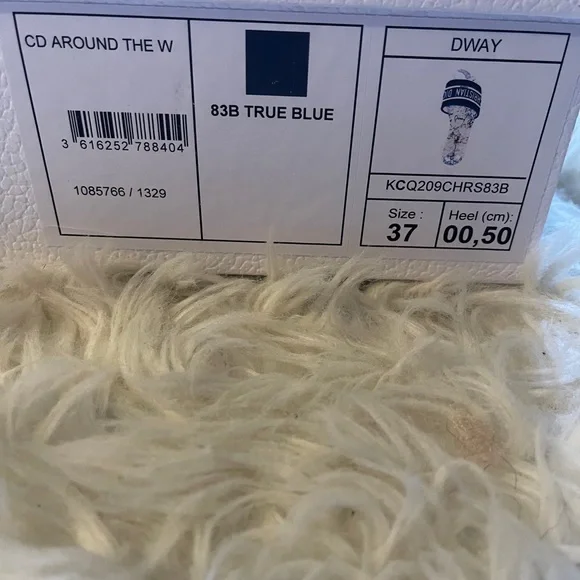 CD AROUND THE W
3 616252 788404
1085766 / 1329
83B TRUE BLUE
DWAY
KCQ209CHRS83B
Size :
37
Heel (cm):
00,50